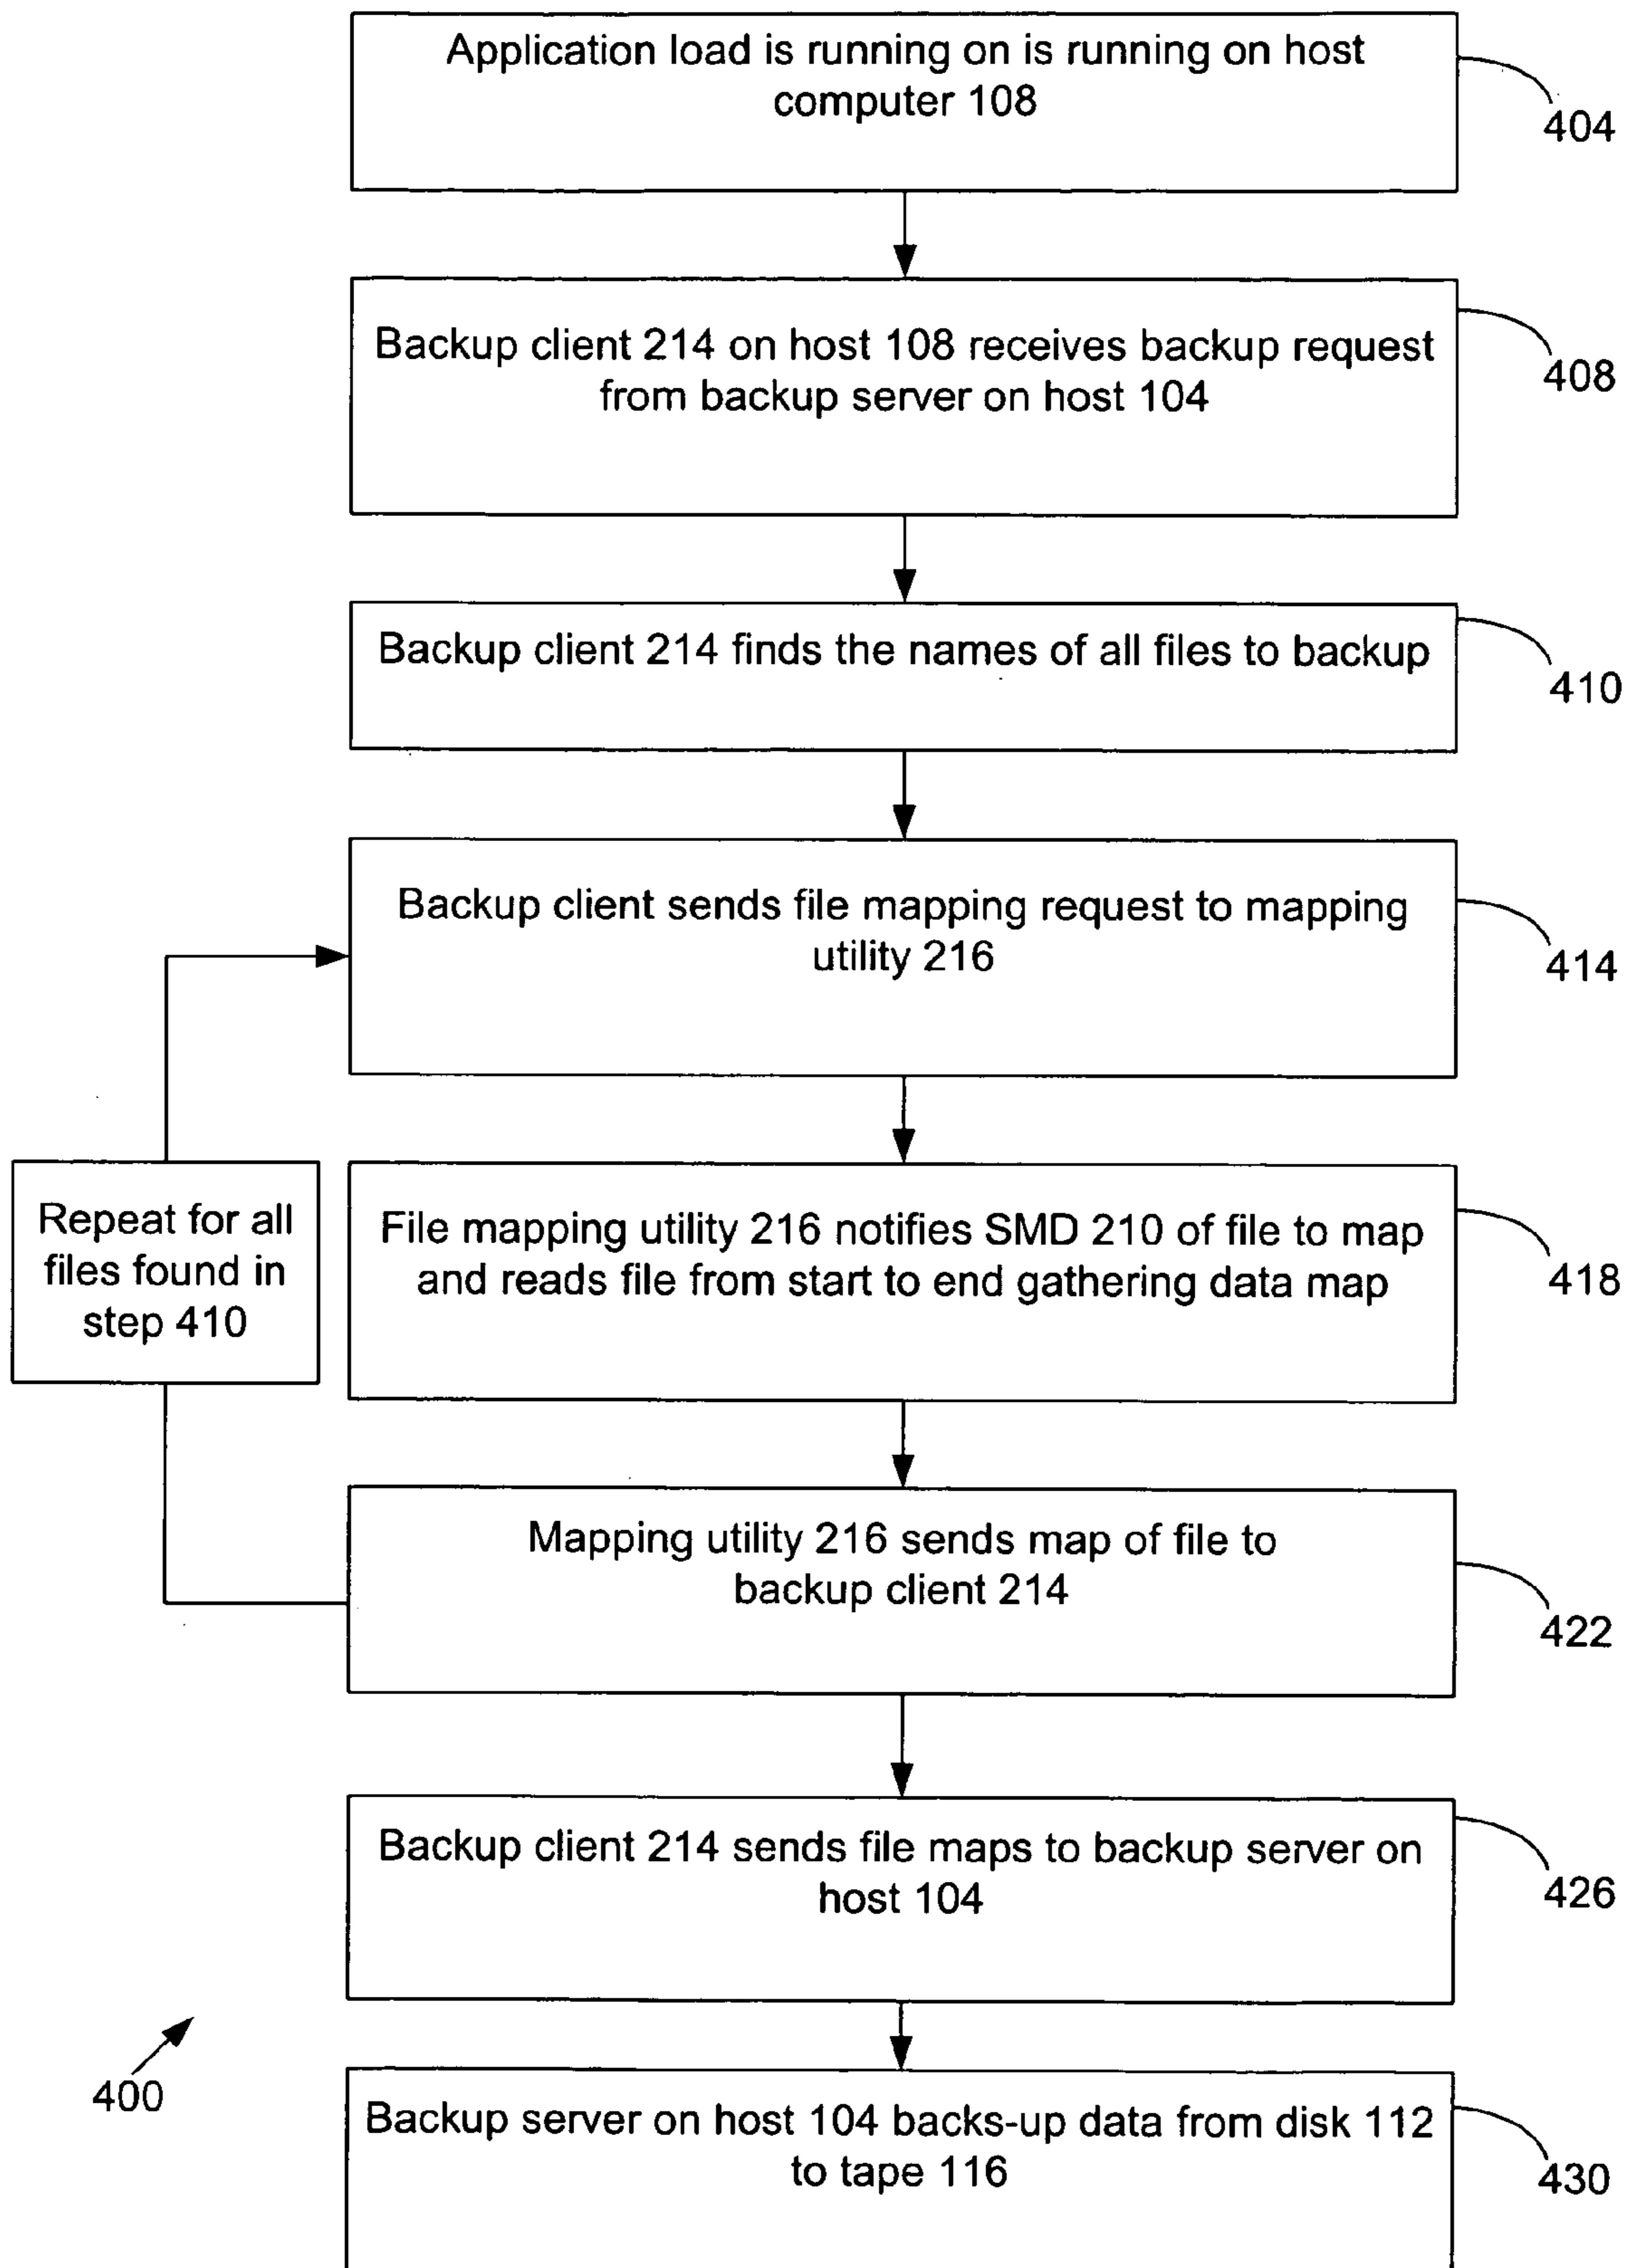 Application load is running on is running on host
computer 108
404
Backup client 214 on host 108 receives backup request
from backup server on host 104
408
Backup client 214 finds the names of all files to backup
410
Backup client sends file mapping request to mapping
utility 216
414
Repeat for all
files found in
step 410
File mapping utility 216 notifies SMD 210 of file to map
and reads file from start to end gathering data map
418
Mapping utility 216 sends map of file to
backup client 214
422
Backup client 214 sends file maps to backup server on
host 104
426
400
Backup server on host 104 backs-up data from disk 112
to tape 116
430